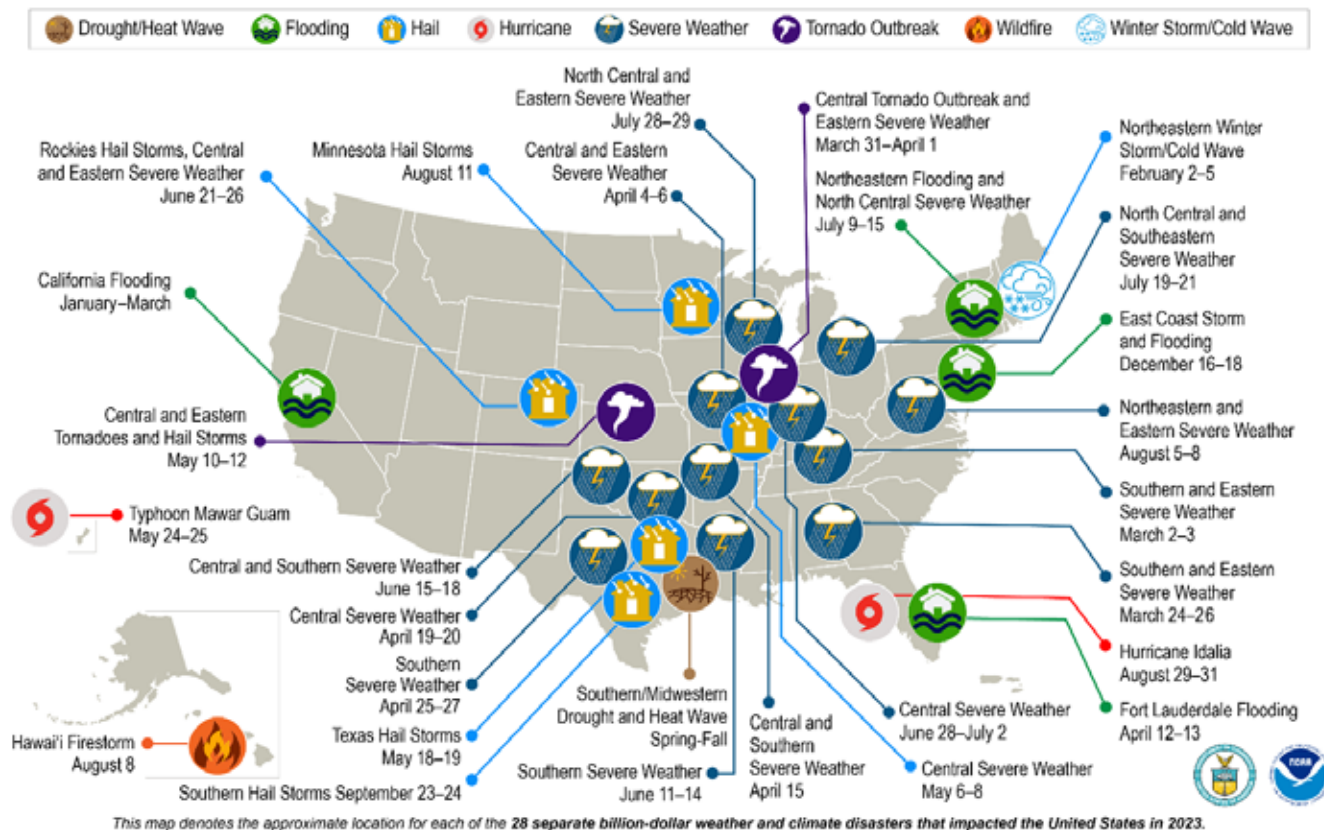 Drought/Heat Wave
Flooding
Hail
Hurricane
Severe Weather
Tornado Outbreak
Wildfire
Winter Storm/Cold Wave
North Central and
Eastern Severe Weather
July 28–29
Central Tornado Outbreak and
Eastern Severe Weather
March 31–April 1
Northeastern Winter
Storm/Cold Wave
February 2–5
Rockies Hail Storms, Central
and Eastern Severe Weather
June 21–26
Minnesota Hail Storms
August 11
Central and Eastern
Severe Weather
April 4–6
Northeastern Flooding and
North Central Severe Weather
July 9–15
North Central and
Southeastern
Severe Weather
July 19–21
California Flooding
January–March
East Coast Storm
and Flooding
December 16–18
Central and Eastern
Tornadoes and Hail Storms
May 10–12
Northeastern and
Eastern Severe Weather
August 5–8
Typhoon Mawar Guam
May 24–25
Southern and Eastern
Severe Weather
March 2–3
Central and Southern Severe Weather
June 15–18
Southern and Eastern
Severe Weather
March 24–26
Central Severe Weather
April 19–20
Southern
Severe Weather
April 25–27
Hurricane Idalia
August 29–31
Texas Hail Storms
May 18–19
Southern/Midwestern
Drought and Heat Wave
Spring-Fall
Central and
Southern
Severe Weather
April 15
Central Severe Weather
June 28–July 2
Fort Lauderdale Flooding
April 12–13
Hawai'i Firestorm
August 8
Southern Hail Storms September 23–24
Southern Severe Weather
June 11–14
Central Severe Weather
May 6–8
NOAA
This map denotes the approximate location for each of the 28 separate billion-dollar weather and climate disasters that impacted the United States in 2023.